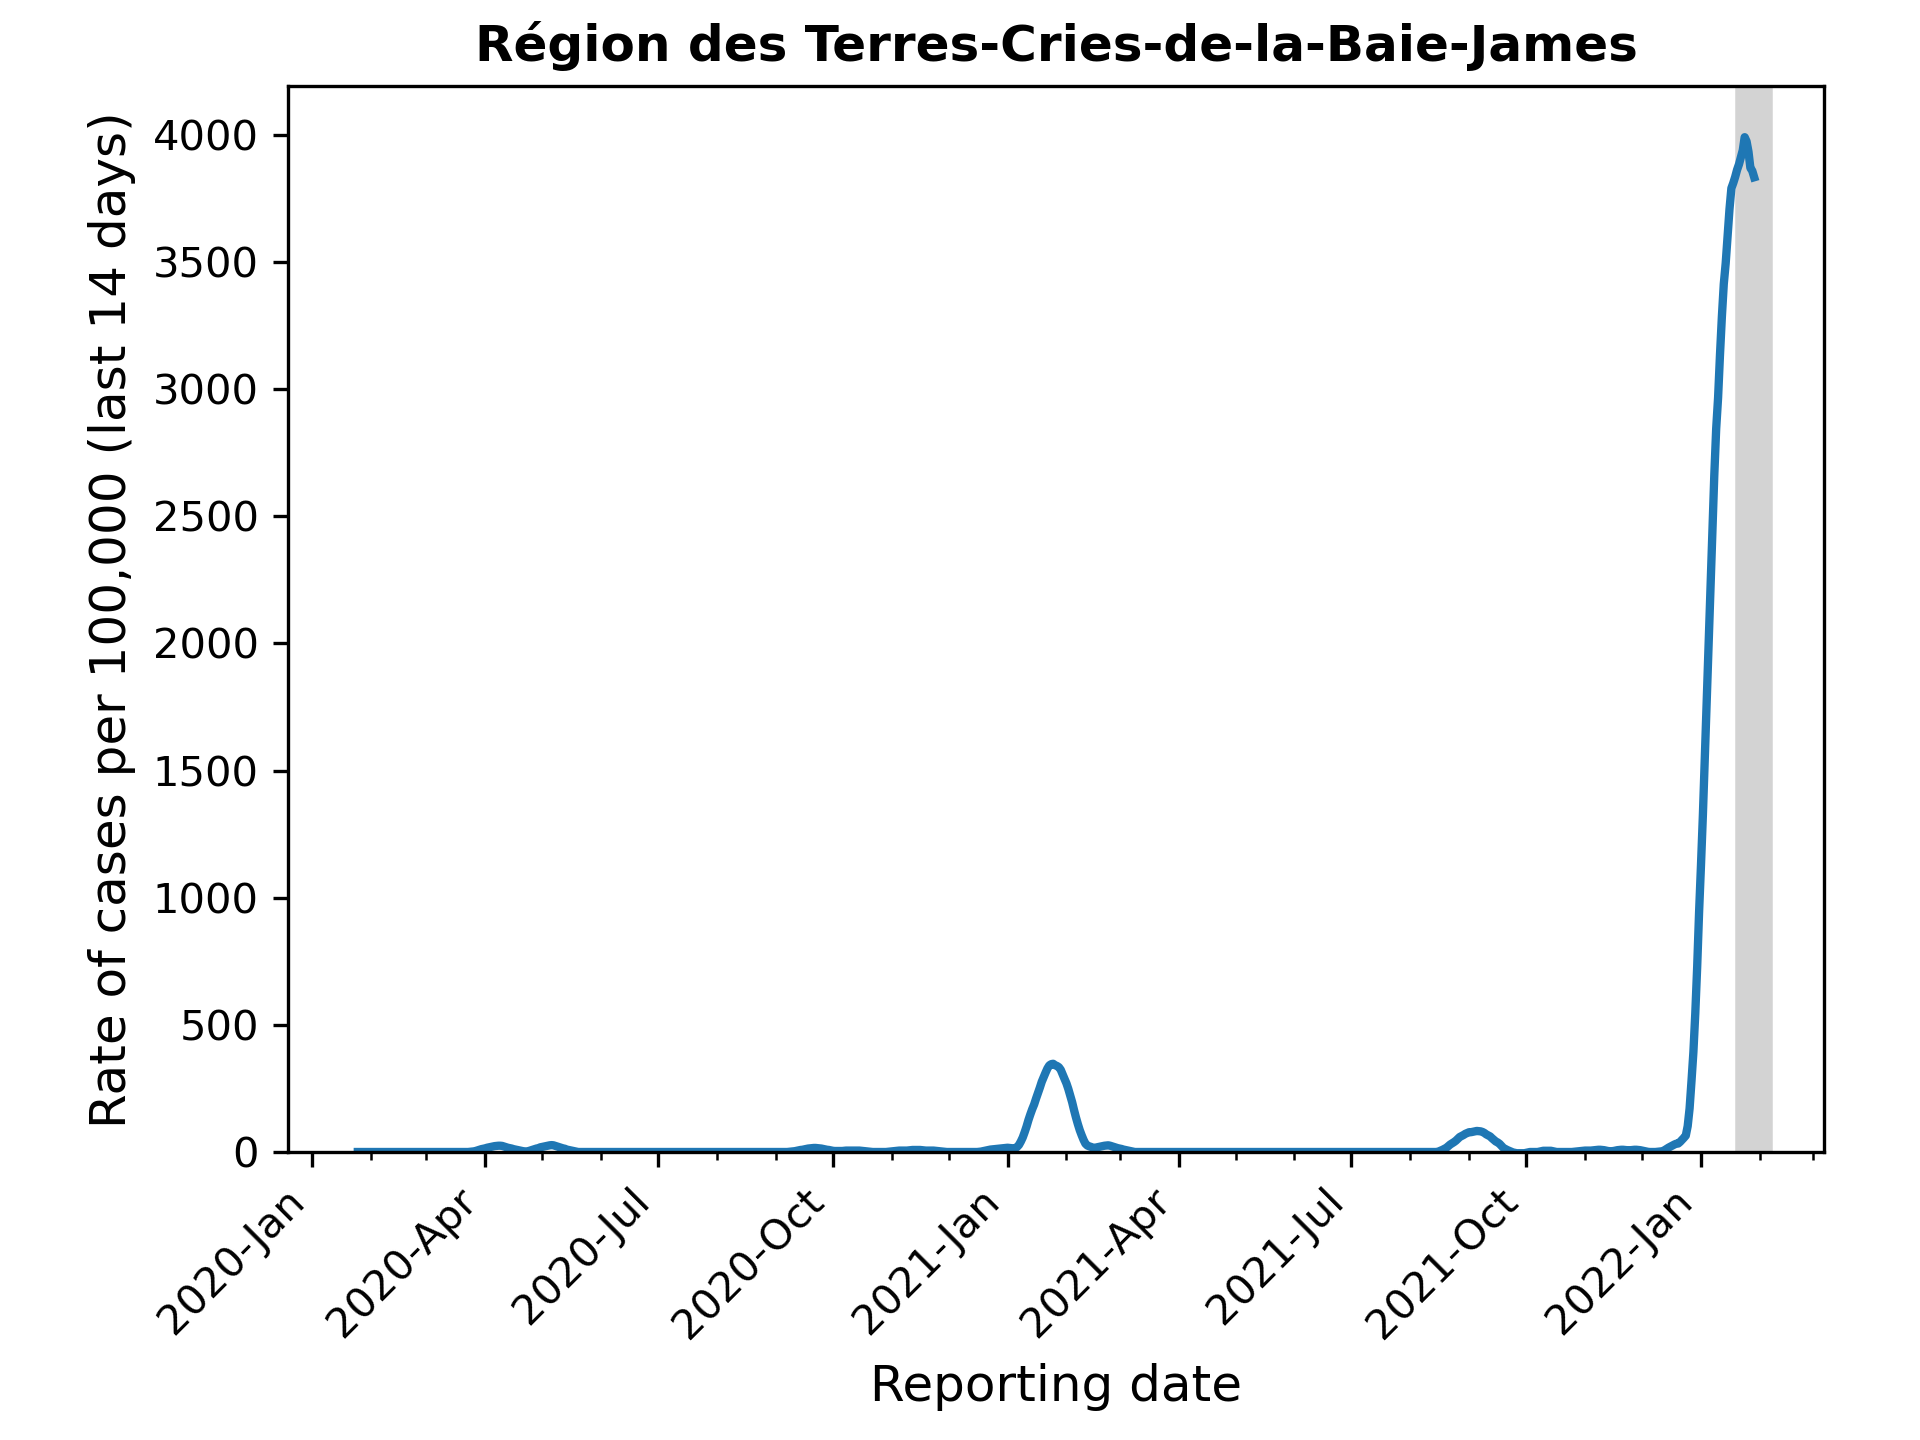 Région des Terres-Cries-de-la-Baie-James
Rate of cases per 100,000 (last 14 days)
4000
3500
3000
2500
2000
1500
1000
500
0
2020-Jan
2020-Apr
2020-Jul
2020-Oct
2021-Jan
2021-Apr
2021-Jul
2021-Oct
2022-Jan
Reporting date